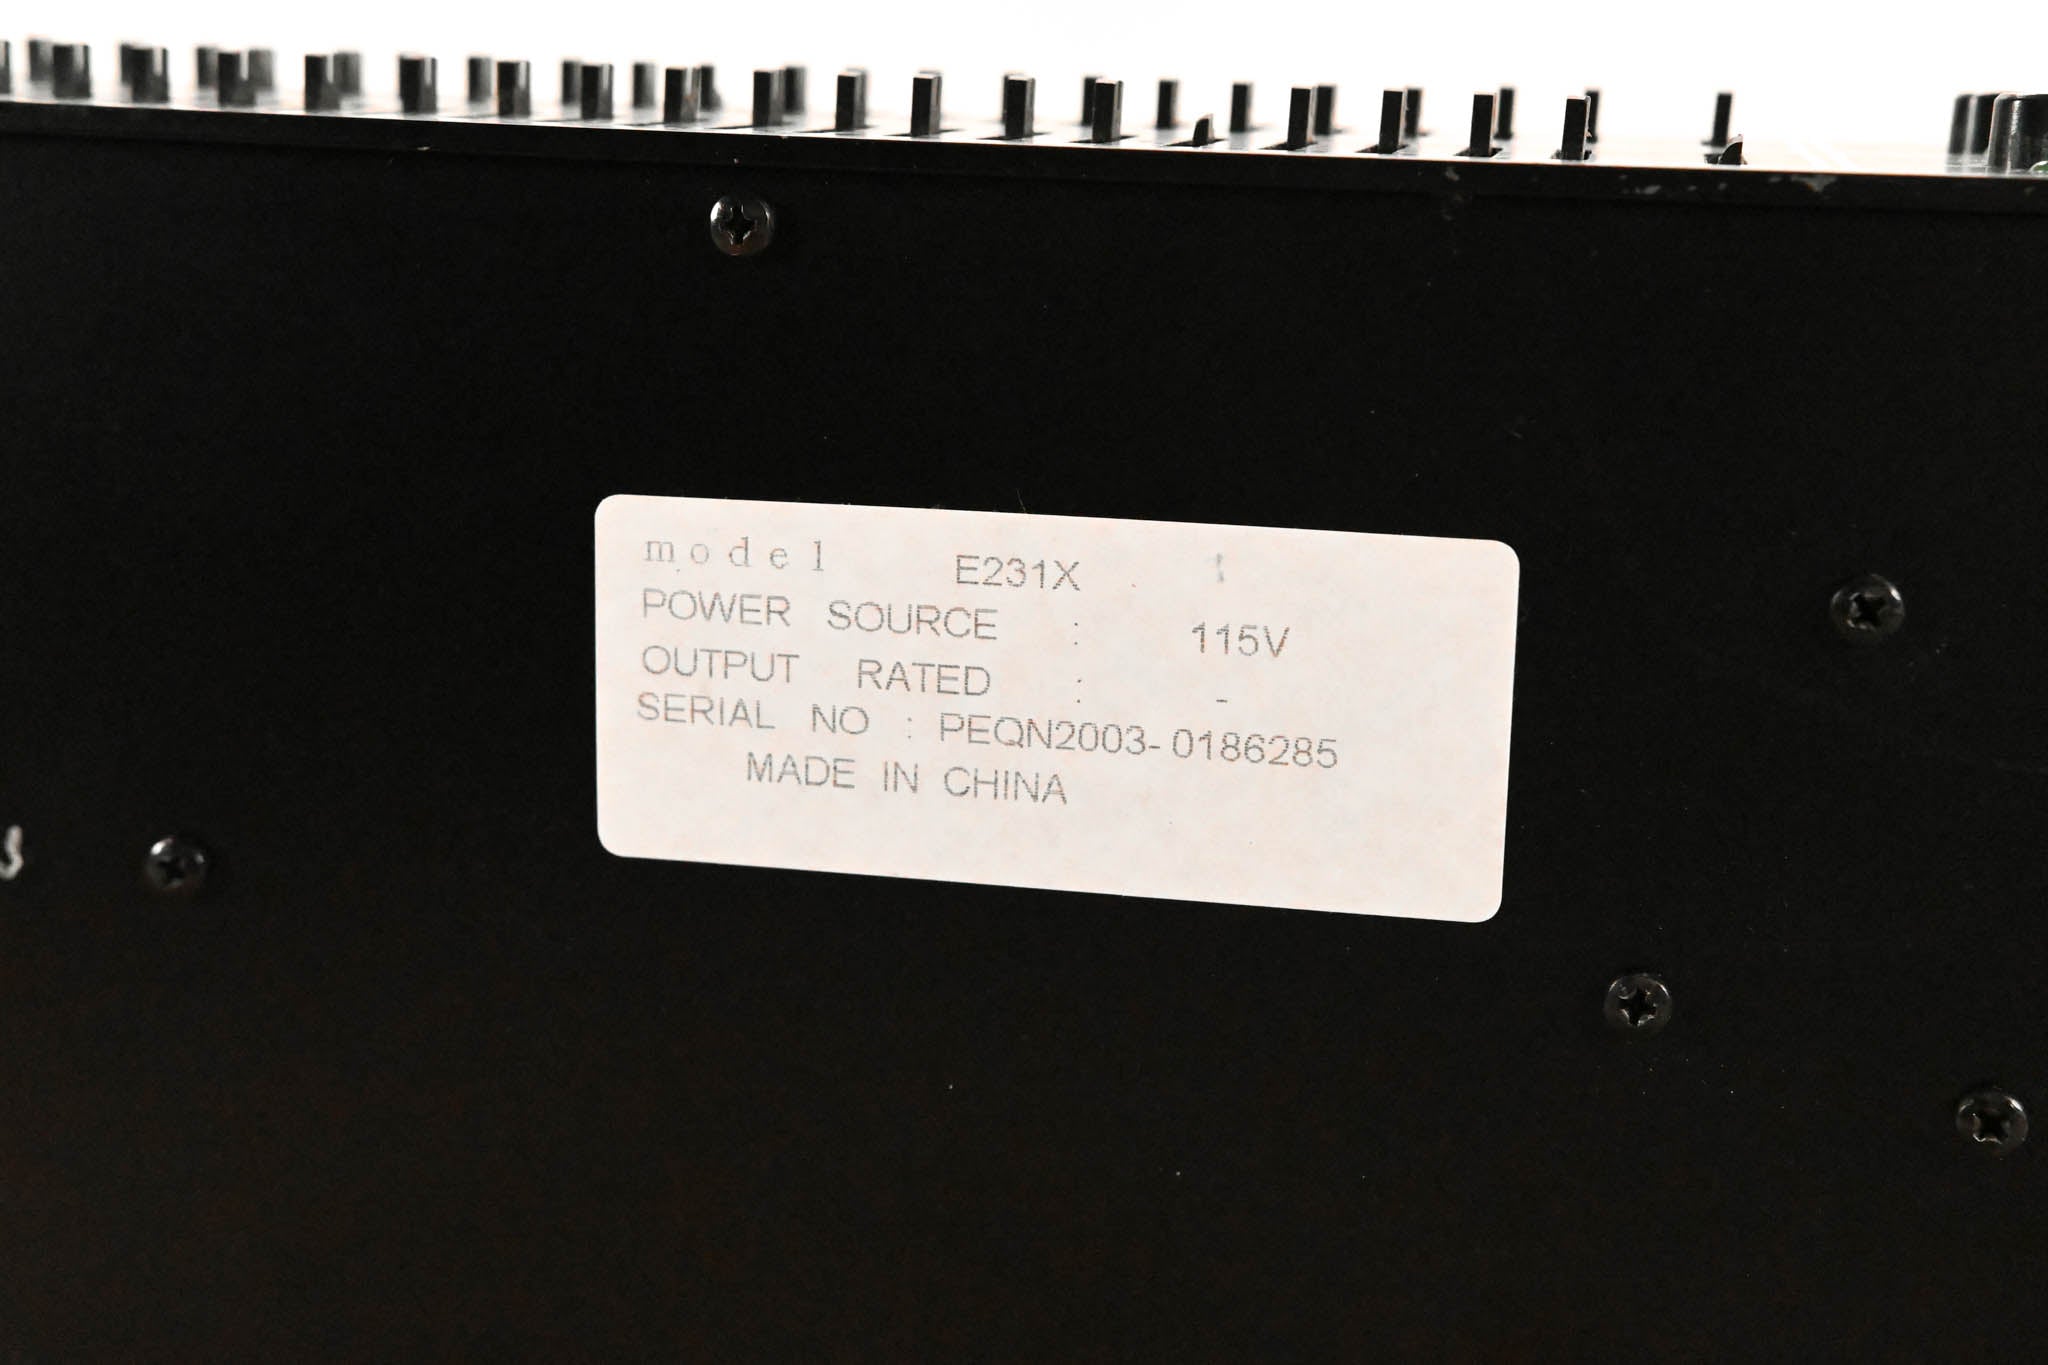 model E231X
POWER SOURCE : 115V
OUTPUT RATED : -
SERIAL NO : PEQN2003-0186285
MADE IN CHINA